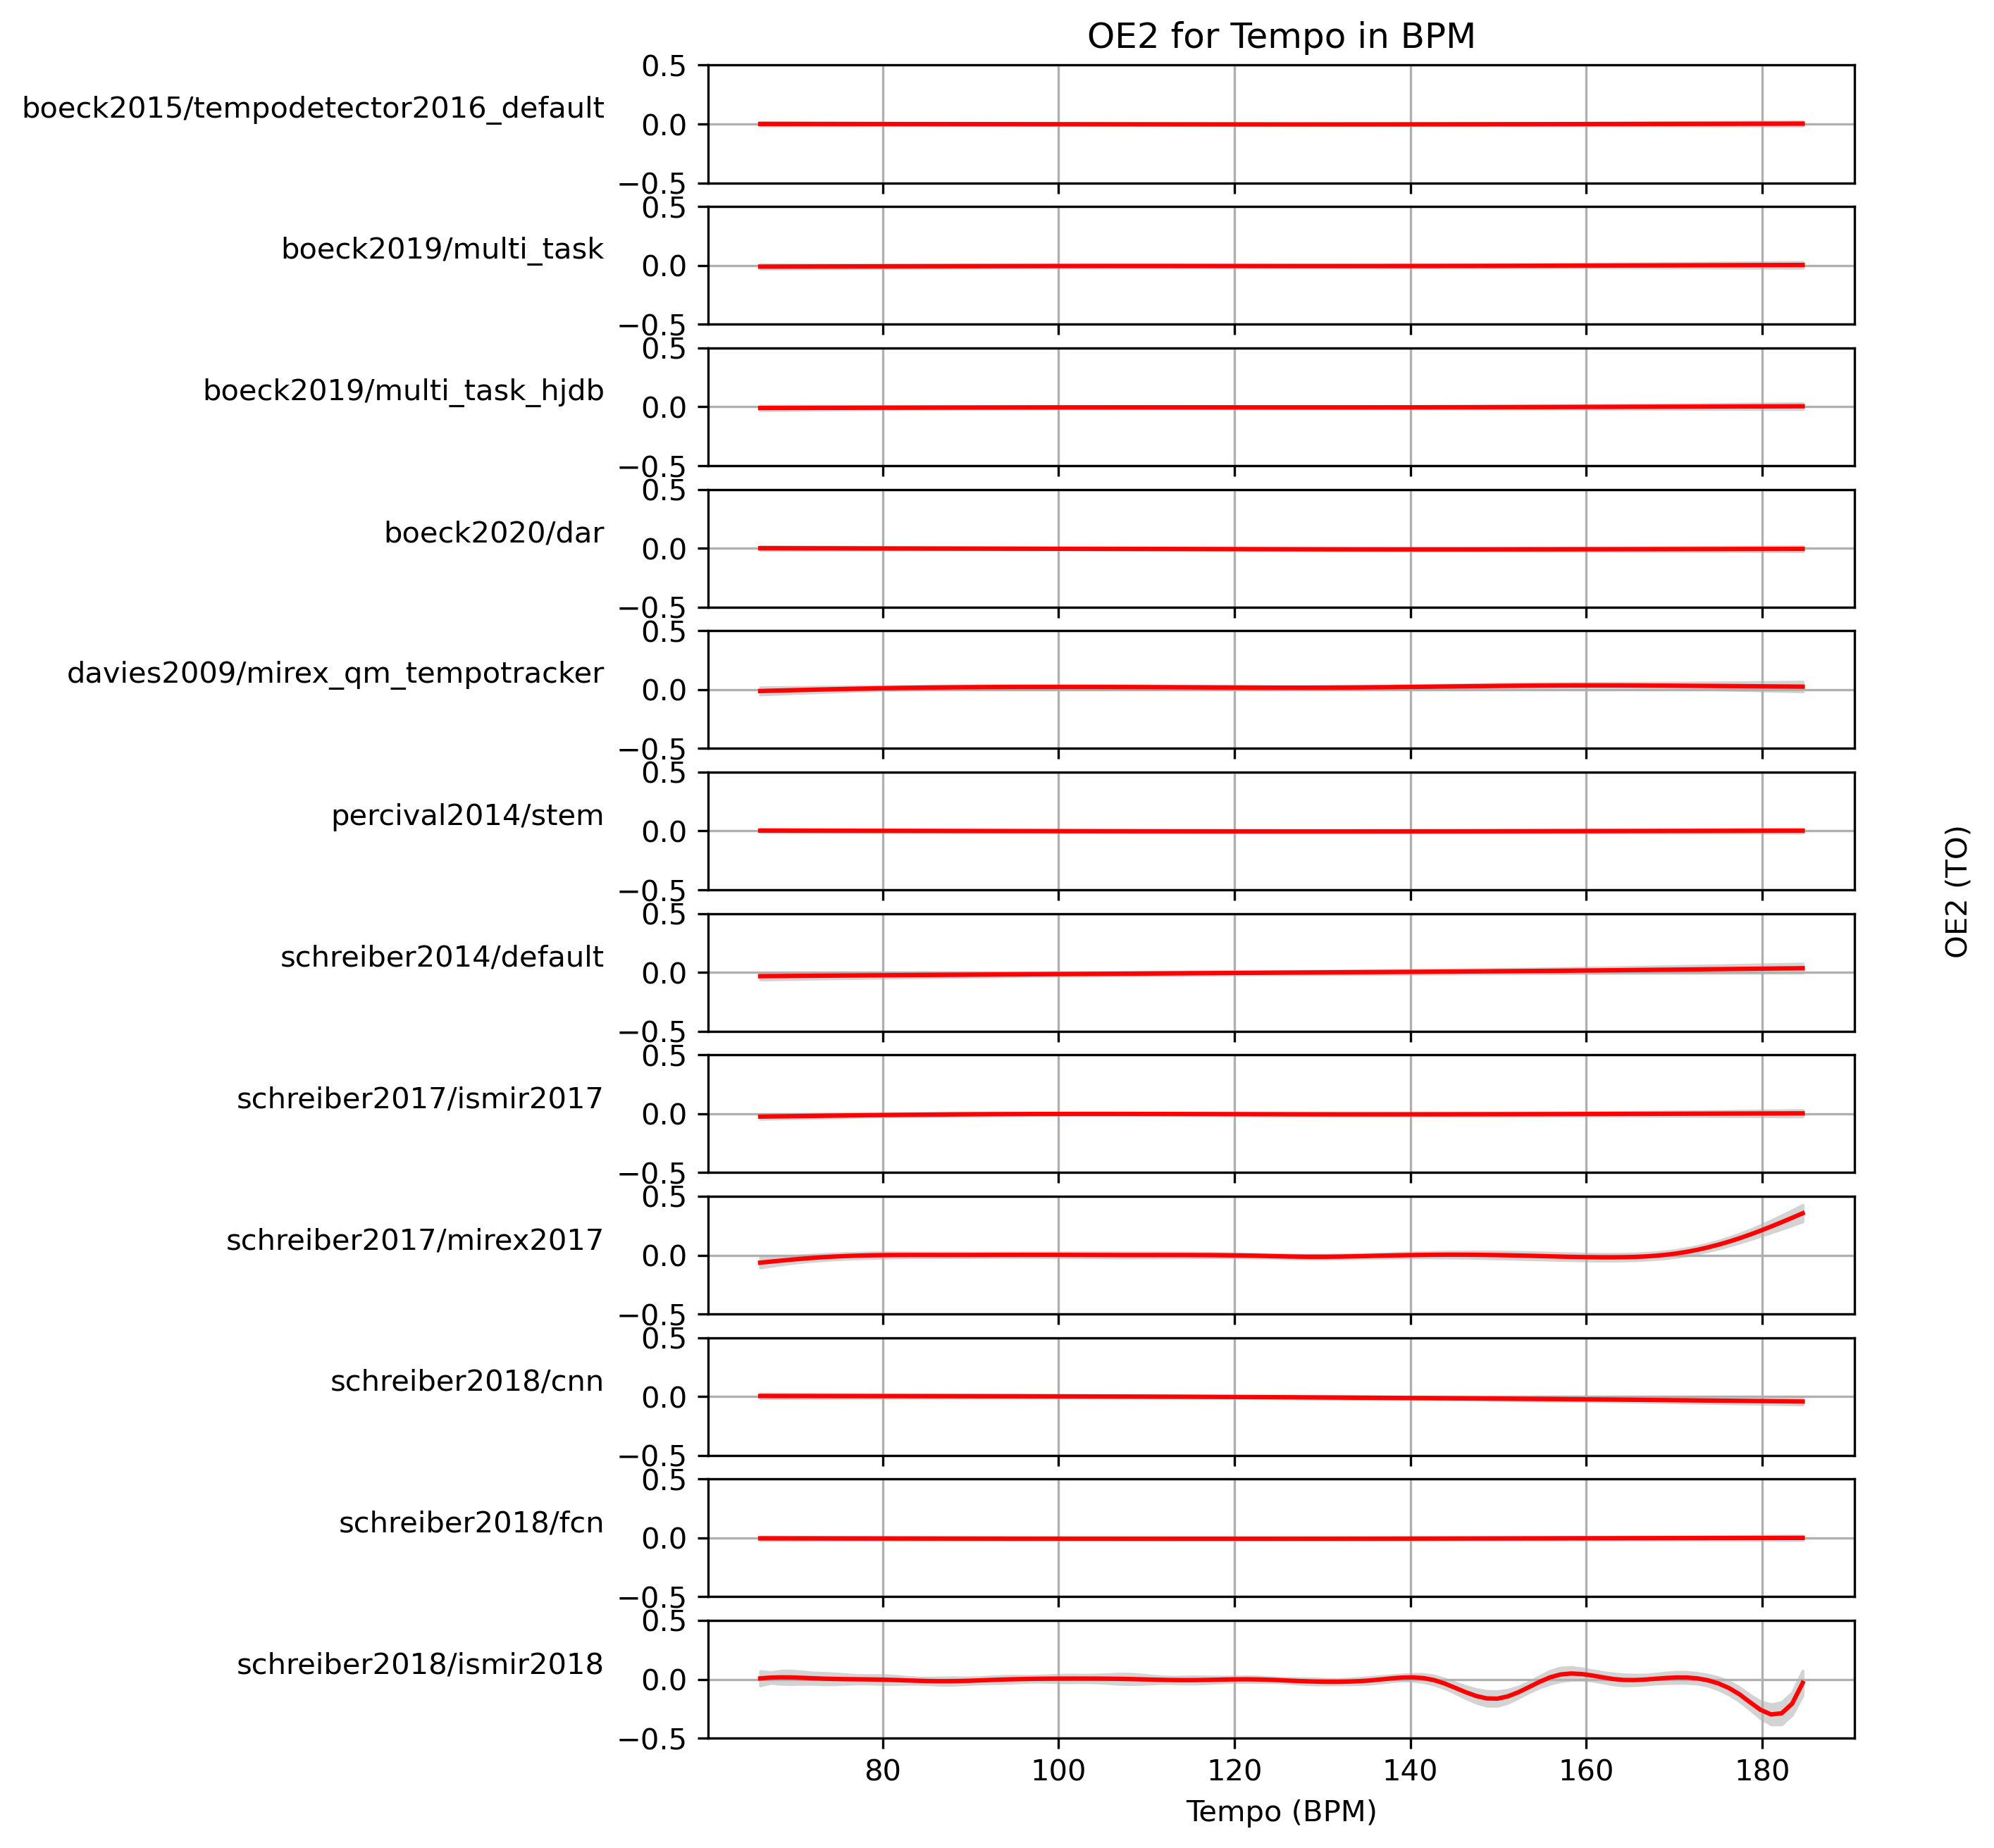 OE2 for Tempo in BPM
boeck2015/tempodetector2016_default
0.5
0.0
−0.5
boeck2019/multi_task
0.5
0.0
−0.5
boeck2019/multi_task_hjdb
0.5
0.0
−0.5
boeck2020/dar
0.5
0.0
−0.5
davies2009/mirex_qm_tempotracker
0.5
0.0
−0.5
percival2014/stem
0.5
0.0
−0.5
schreiber2014/default
0.5
0.0
−0.5
schreiber2017/ismir2017
0.5
0.0
−0.5
schreiber2017/mirex2017
0.5
0.0
−0.5
schreiber2018/cnn
0.5
0.0
−0.5
schreiber2018/fcn
0.5
0.0
−0.5
schreiber2018/ismir2018
0.5
0.0
−0.5
80 100 120 140 160 180
Tempo (BPM)
OE2 (TO)